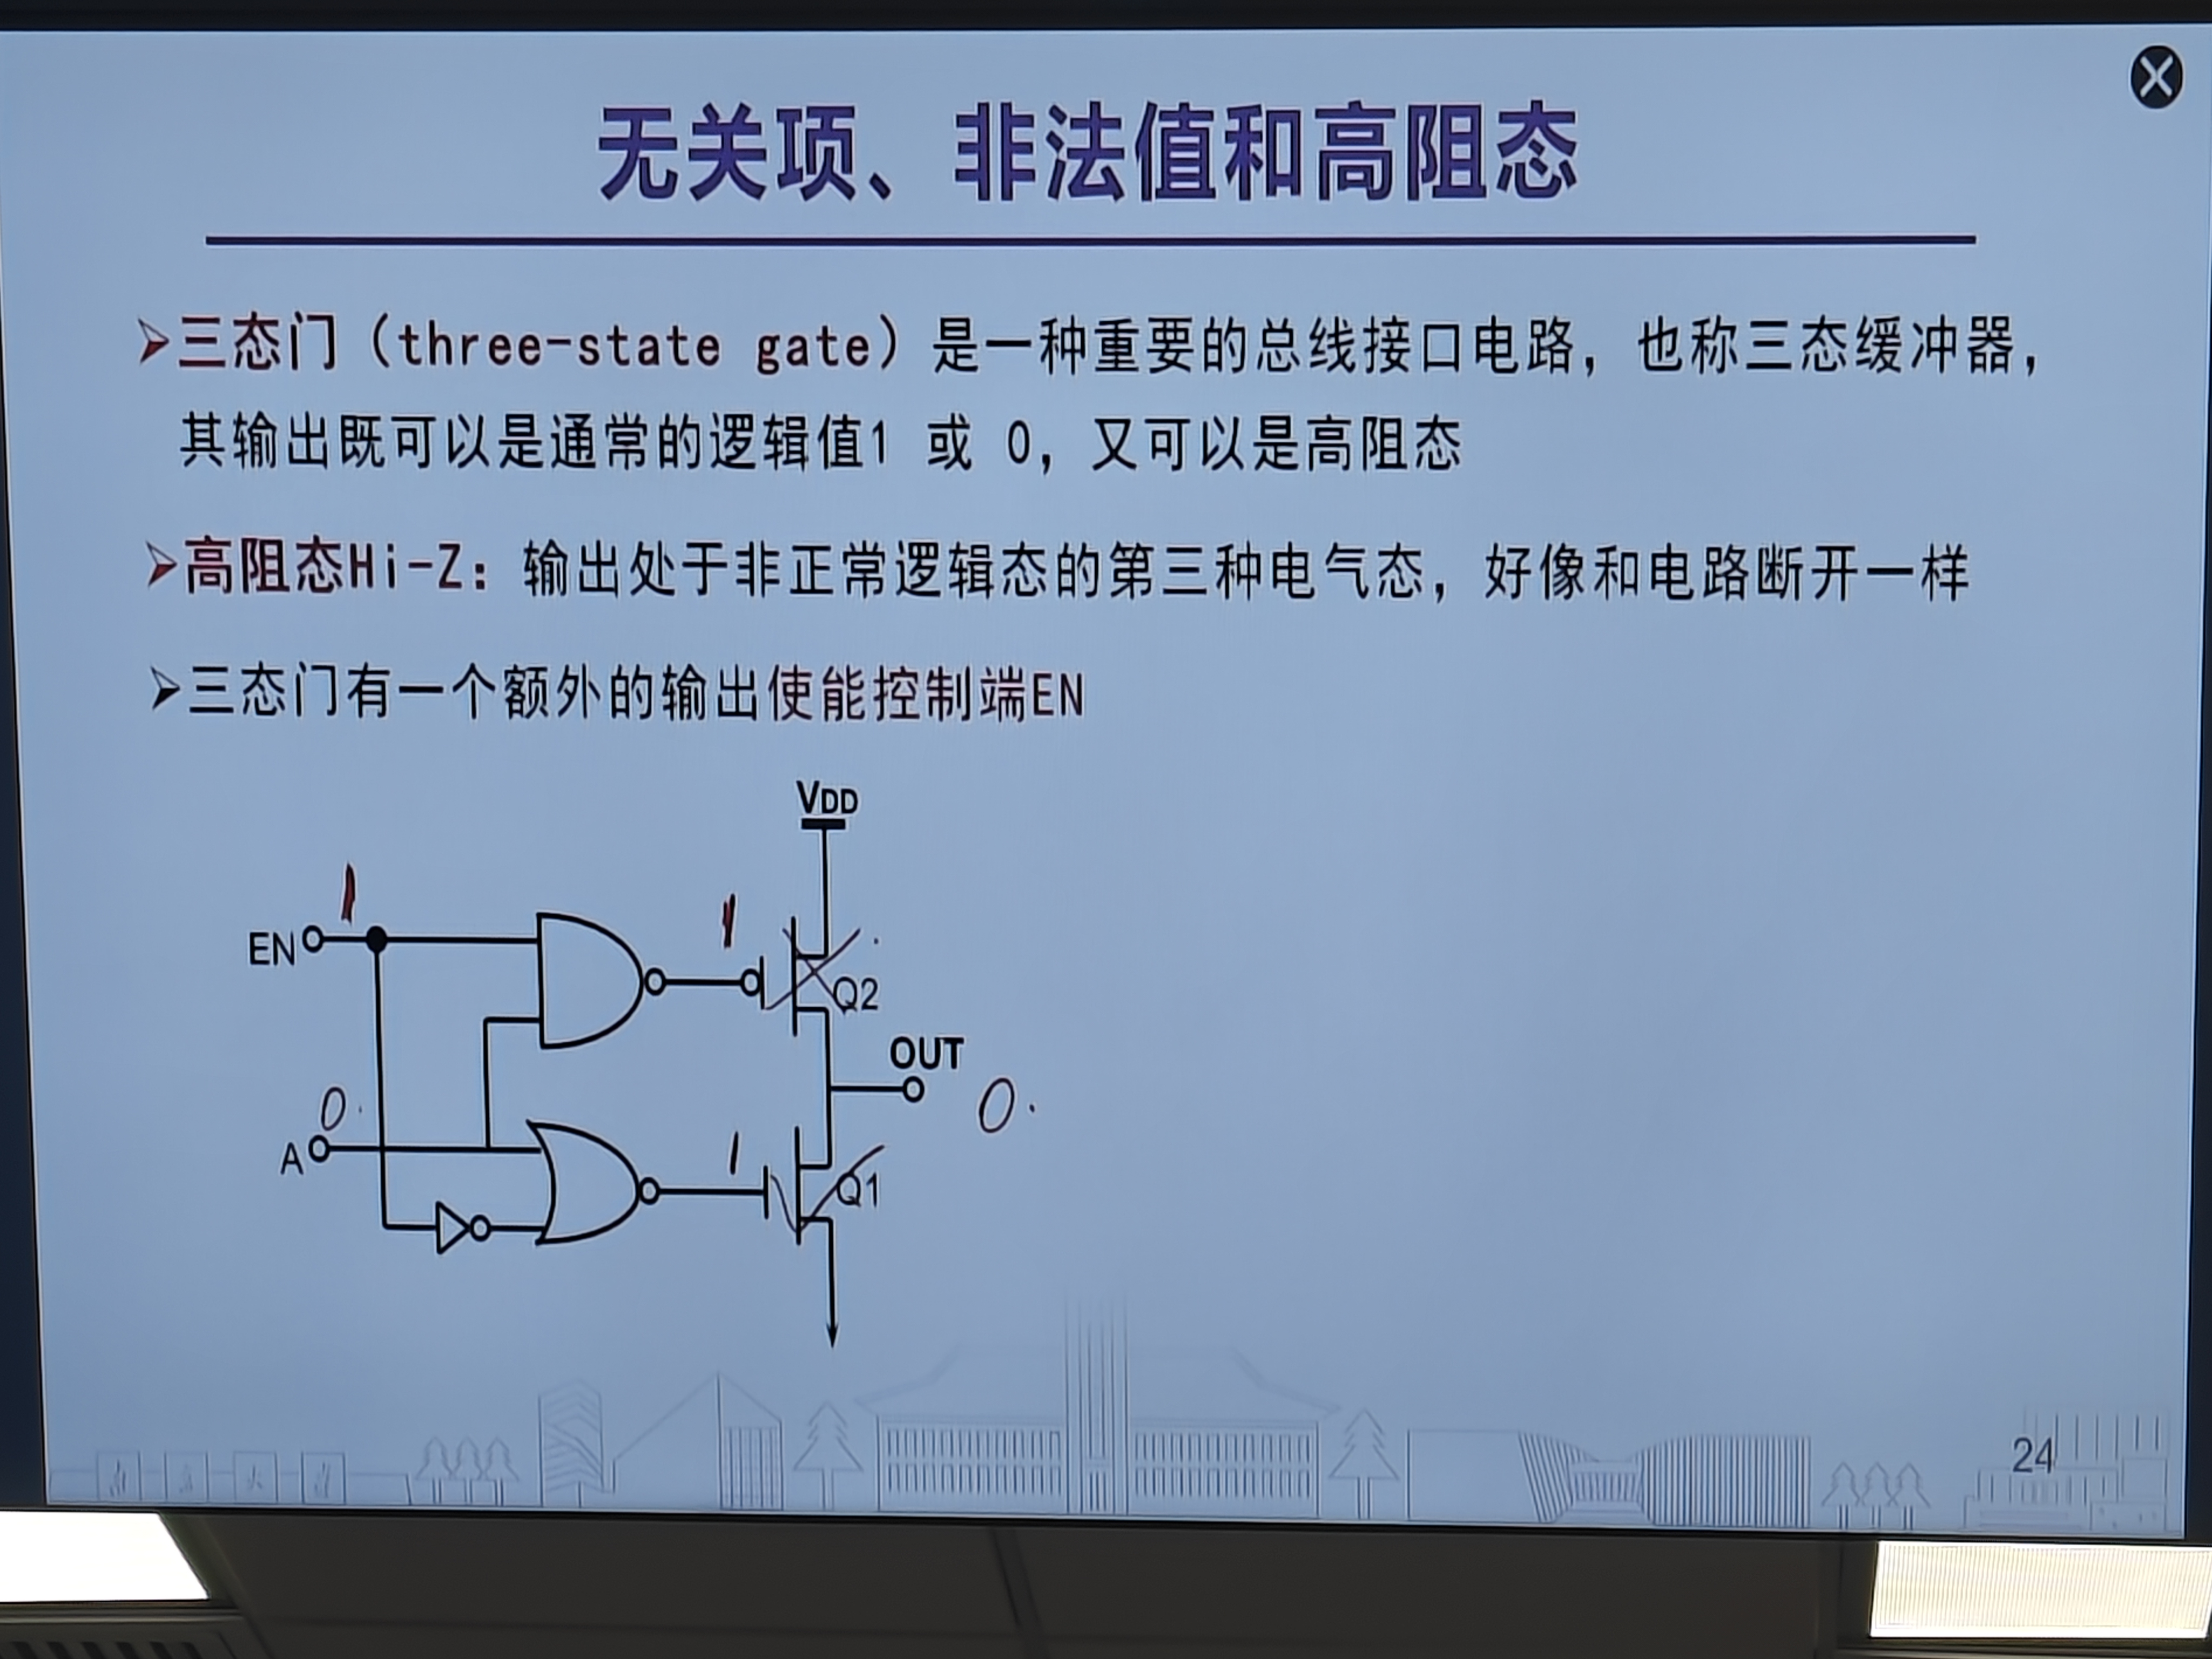 无关项、非法值和高阻态
三态门（three-state gate）是一种重要的总线接口电路，也称三态缓冲器，
其输出既可以是通常的逻辑值1 或 0，又可以是高阻态
高阻态Hi-Z：输出处于非正常逻辑态的第三种电气态，好像和电路断开一样
三态门有一个额外的输出使能控制端EN
VDD
1
1
EN
Q2
OUT
0
0
A
1
Q1
24